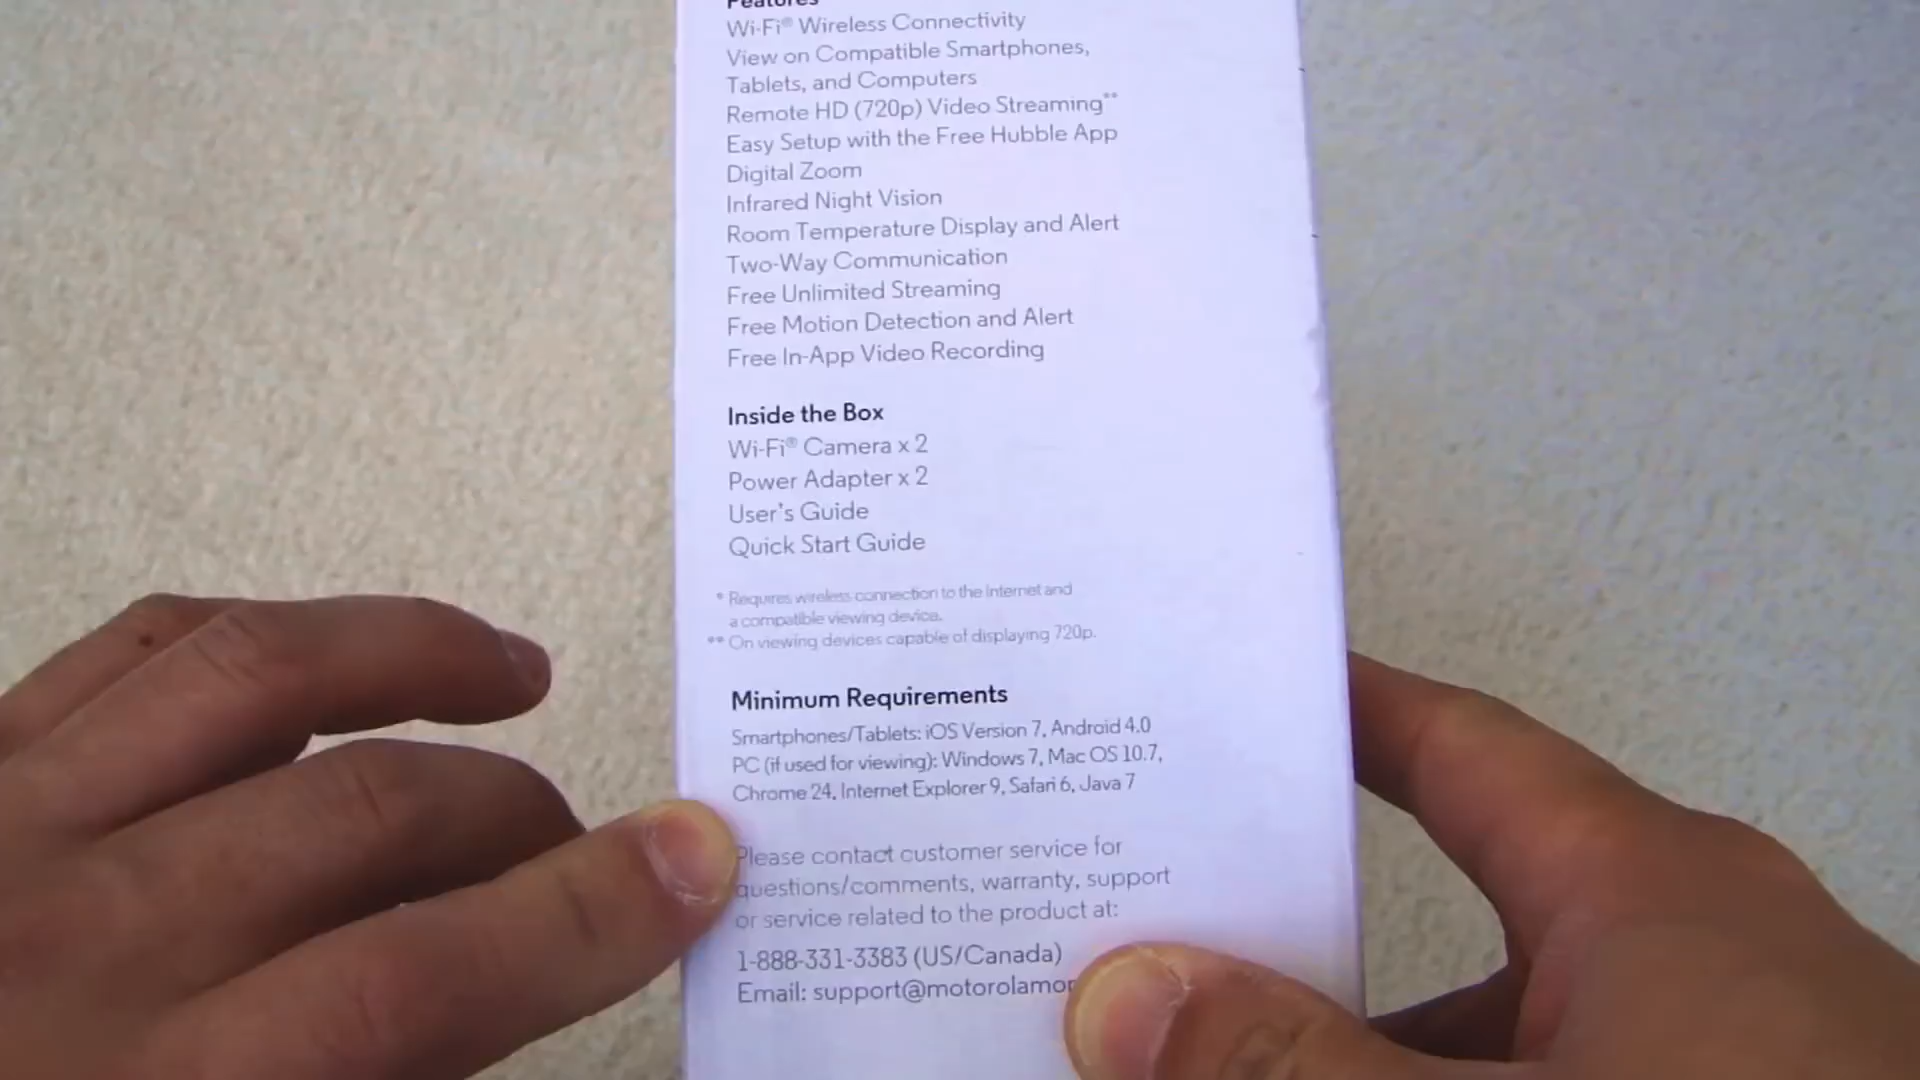 Features
Wi-Fi® Wireless Connectivity
View on Compatible Smartphones,
Tablets, and Computers
Remote HD (720p) Video Streaming**
Easy Setup with the Free Hubble App
Digital Zoom
Infrared Night Vision
Room Temperature Display and Alert
Two-Way Communication
Free Unlimited Streaming
Free Motion Detection and Alert
Free In-App Video Recording
Inside the Box
Wi-Fi® Camera x 2
Power Adapter x 2
User's Guide
Quick Start Guide
* Requires wireless connection to the Internet and
a compatible viewing device.
** On viewing devices capable of displaying 720p.
Minimum Requirements
Smartphones/Tablets: iOS Version 7, Android 4.0
PC (if used for viewing): Windows 7, Mac OS 10.7,
Chrome 24, Internet Explorer 9, Safari 6, Java 7
Please contact customer service for
questions/comments, warranty, support
or service related to the product at:
1-888-331-3383 (US/Canada)
Email: support@motorolamo